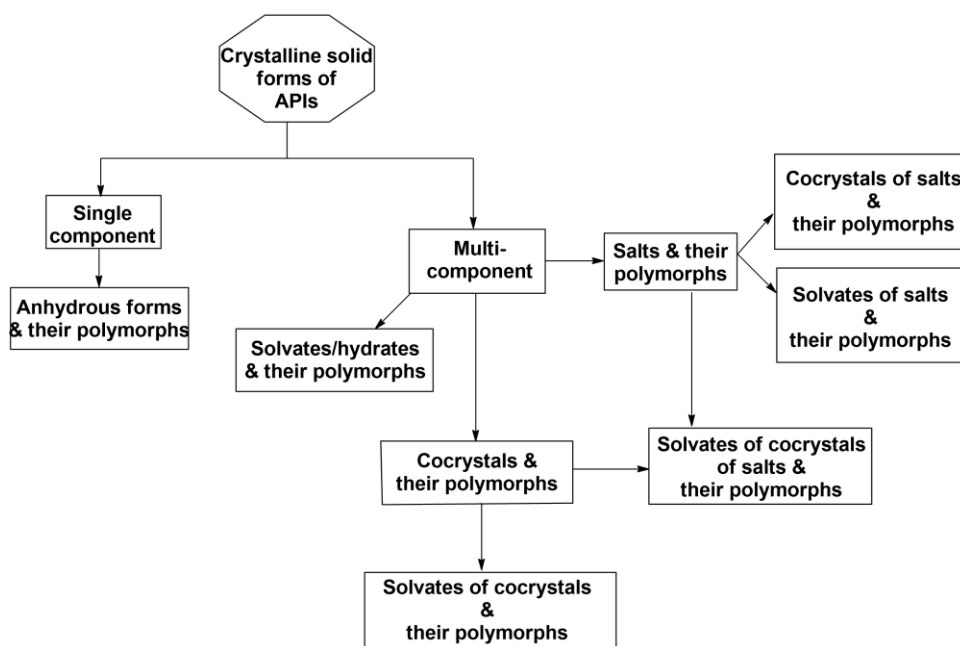 Crystalline solid
forms of
APIs
Single
component
Anhydrous forms
& their polymorphs
Multi-
component
Solvates/hydrates
& their polymorphs
Salts & their
polymorphs
Cocrystals of salts
&
their polymorphs
Solvates of salts
&
their polymorphs
Cocrystals &
their polymorphs
Solvates of cocrystals
of salts &
their polymorphs
Solvates of cocrystals
&
their polymorphs